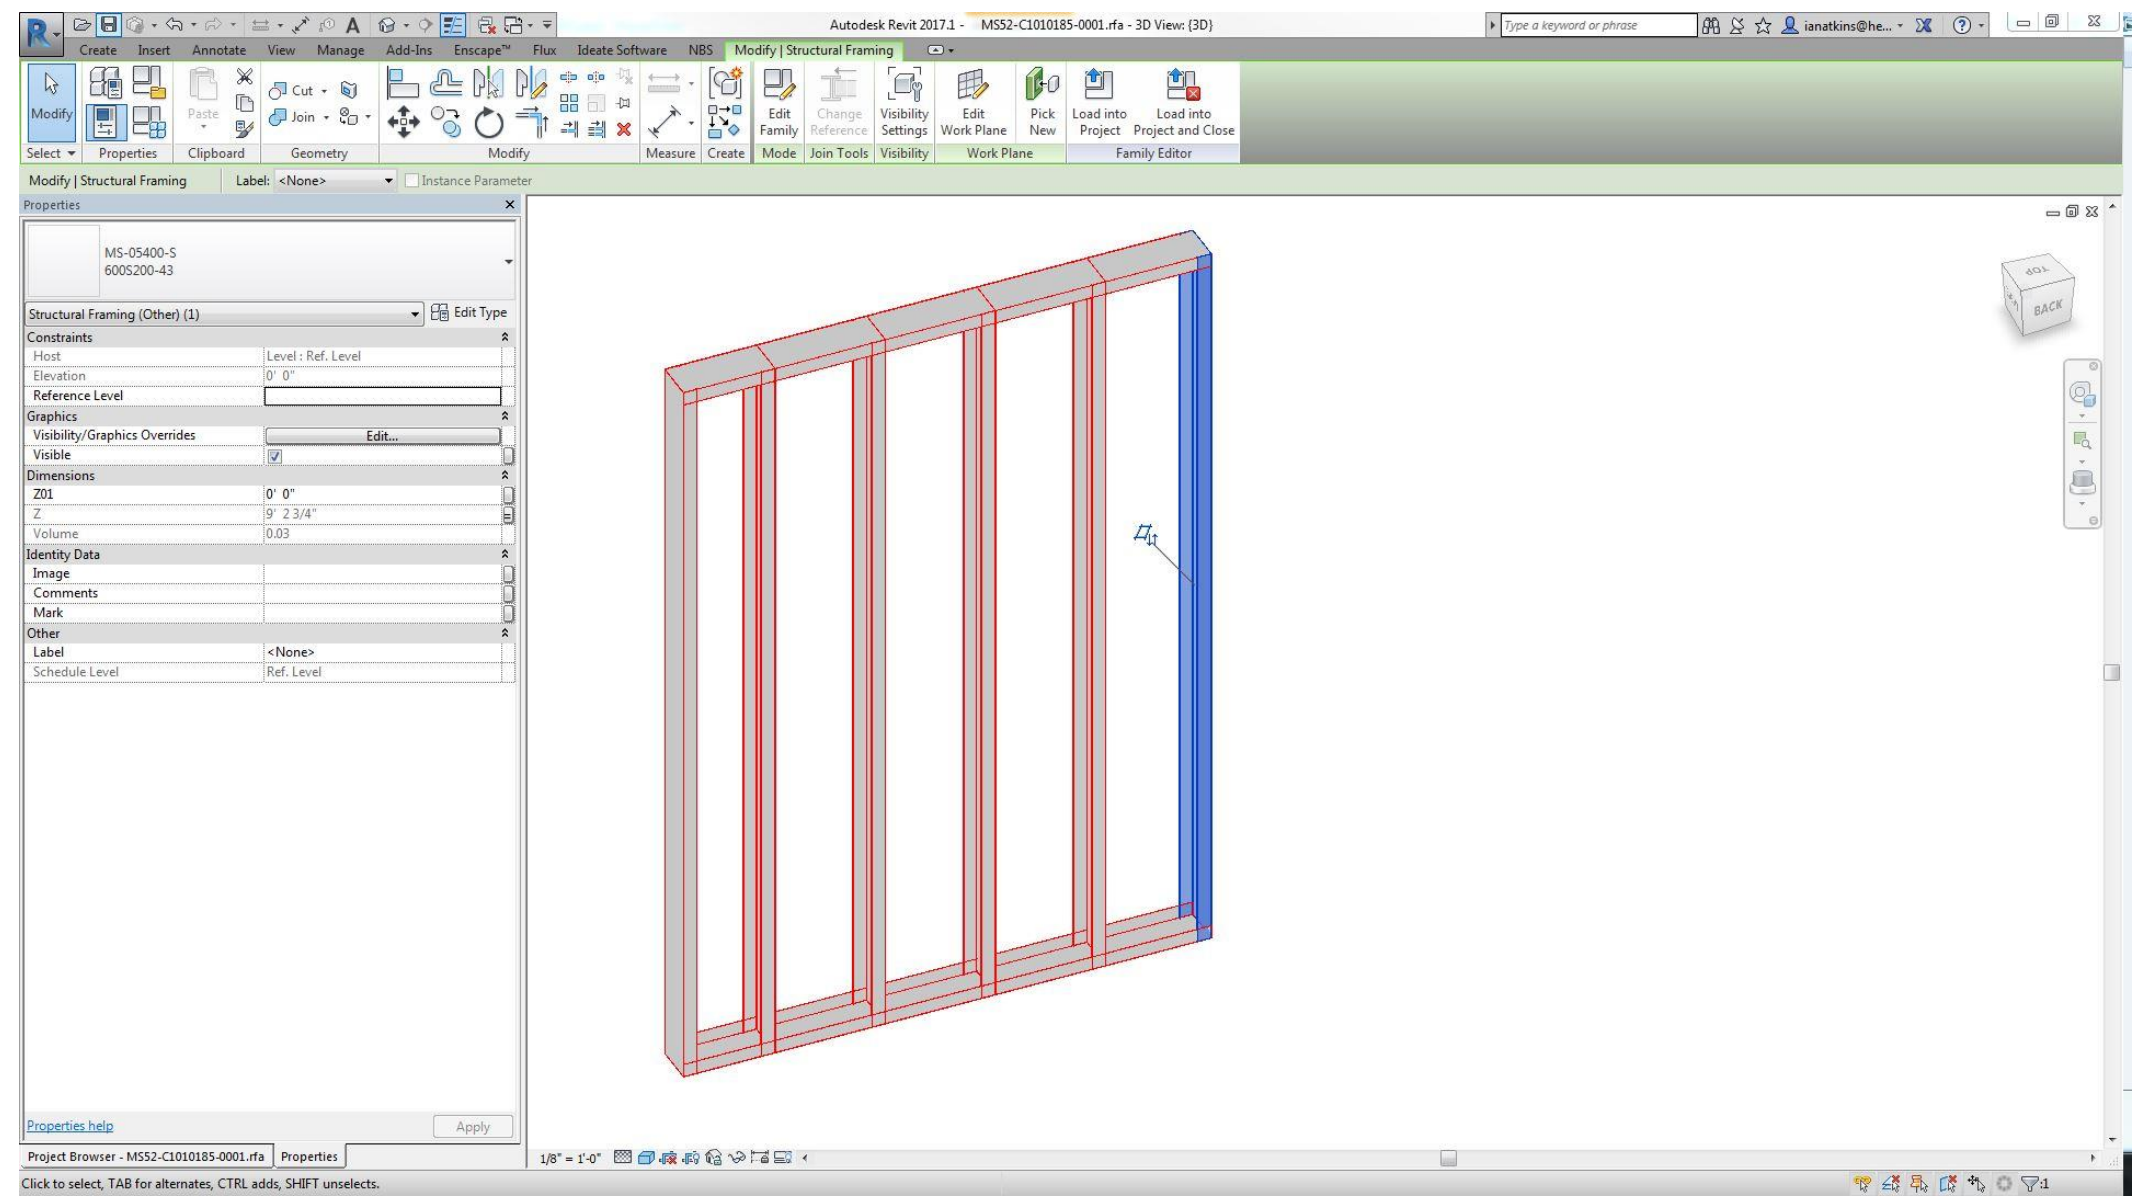 Autodesk Revit 2017.1 - MS52-C1010185-0001.rfa - 3D View: {3D}
Type a keyword or phrase
ianatkins@he...
Create Insert Annotate View Manage Add-Ins Enscape™ Flux Ideate Software NBS Modify | Structural Framing
Modify
Paste
Cut
Join
Edit Family
Change Reference
Visibility Settings
Edit Work Plane
Pick New
Load into Project
Load into Project and Close
Select Properties Clipboard Geometry Modify Measure Create Mode Join Tools Visibility Work Plane Family Editor
Modify | Structural Framing Label: <None> Instance Parameter
Properties
MS-05400-S
600S200-43
Structural Framing (Other) (1) Edit Type
Constraints
Host Level : Ref. Level
Elevation 0' 0"
Reference Level
Graphics
Visibility/Graphics Overrides Edit...
Visible
Dimensions
Z01 0' 0"
Z 9' 2 3/4"
Volume 0.03
Identity Data
Image
Comments
Mark
Other
Label <None>
Schedule Level Ref. Level
TOP
BACK
Properties help Apply
Project Browser - MS52-C1010185-0001.rfa Properties
1/8" = 1'-0"
Click to select, TAB for alternates, CTRL adds, SHIFT unselects.
:1